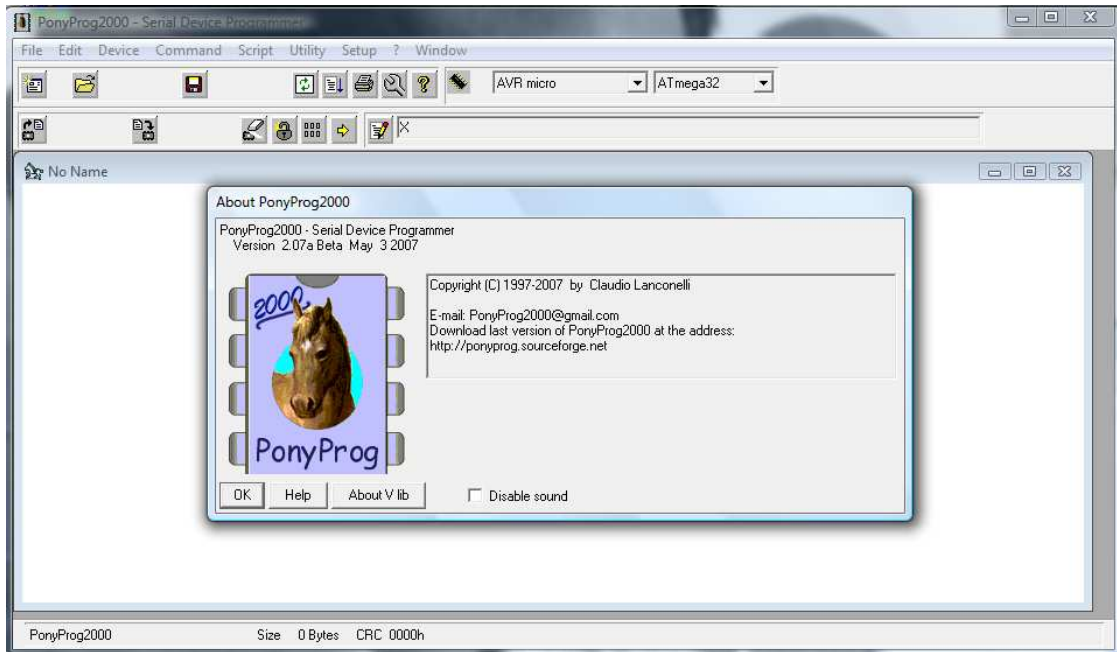 PonyProg2000 - Serial Device Programmer
File Edit Device Command Script Utility Setup ? Window
AVR micro ATmega32
No Name
About PonyProg2000
PonyProg2000 - Serial Device Programmer
Version 2.07a Beta May 3 2007
2000
PonyProg
Copyright (C) 1997-2007 by Claudio Lanconelli
E-mail: PonyProg2000@gmail.com
Download last version of PonyProg2000 at the address:
http://ponyprog.sourceforge.net
OK Help About V lib Disable sound
PonyProg2000 Size 0 Bytes CRC 0000h